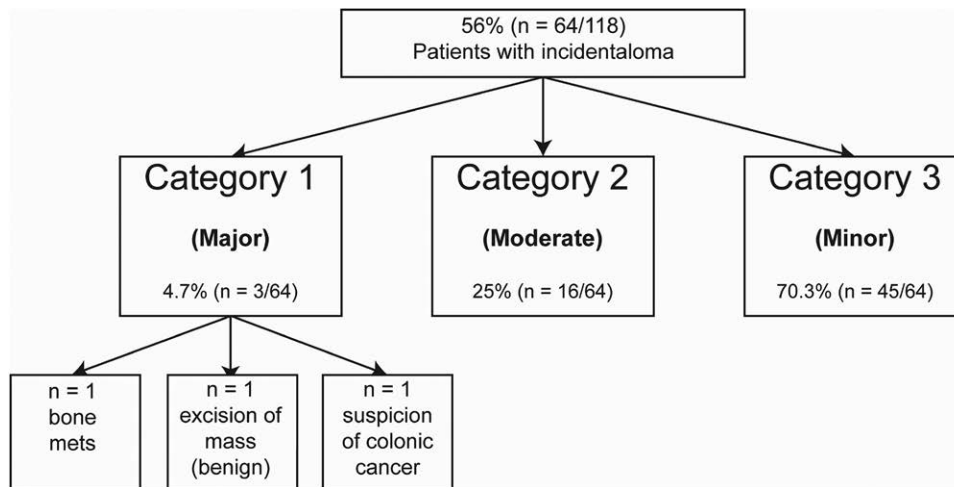 56% (n = 64/118)
Patients with incidentaloma
Category 1
(Major)
4.7% (n = 3/64)
Category 2
(Moderate)
25% (n = 16/64)
Category 3
(Minor)
70.3% (n = 45/64)
n = 1
bone
mets
n = 1
excision of
mass
(benign)
n = 1
suspicion
of colonic
cancer